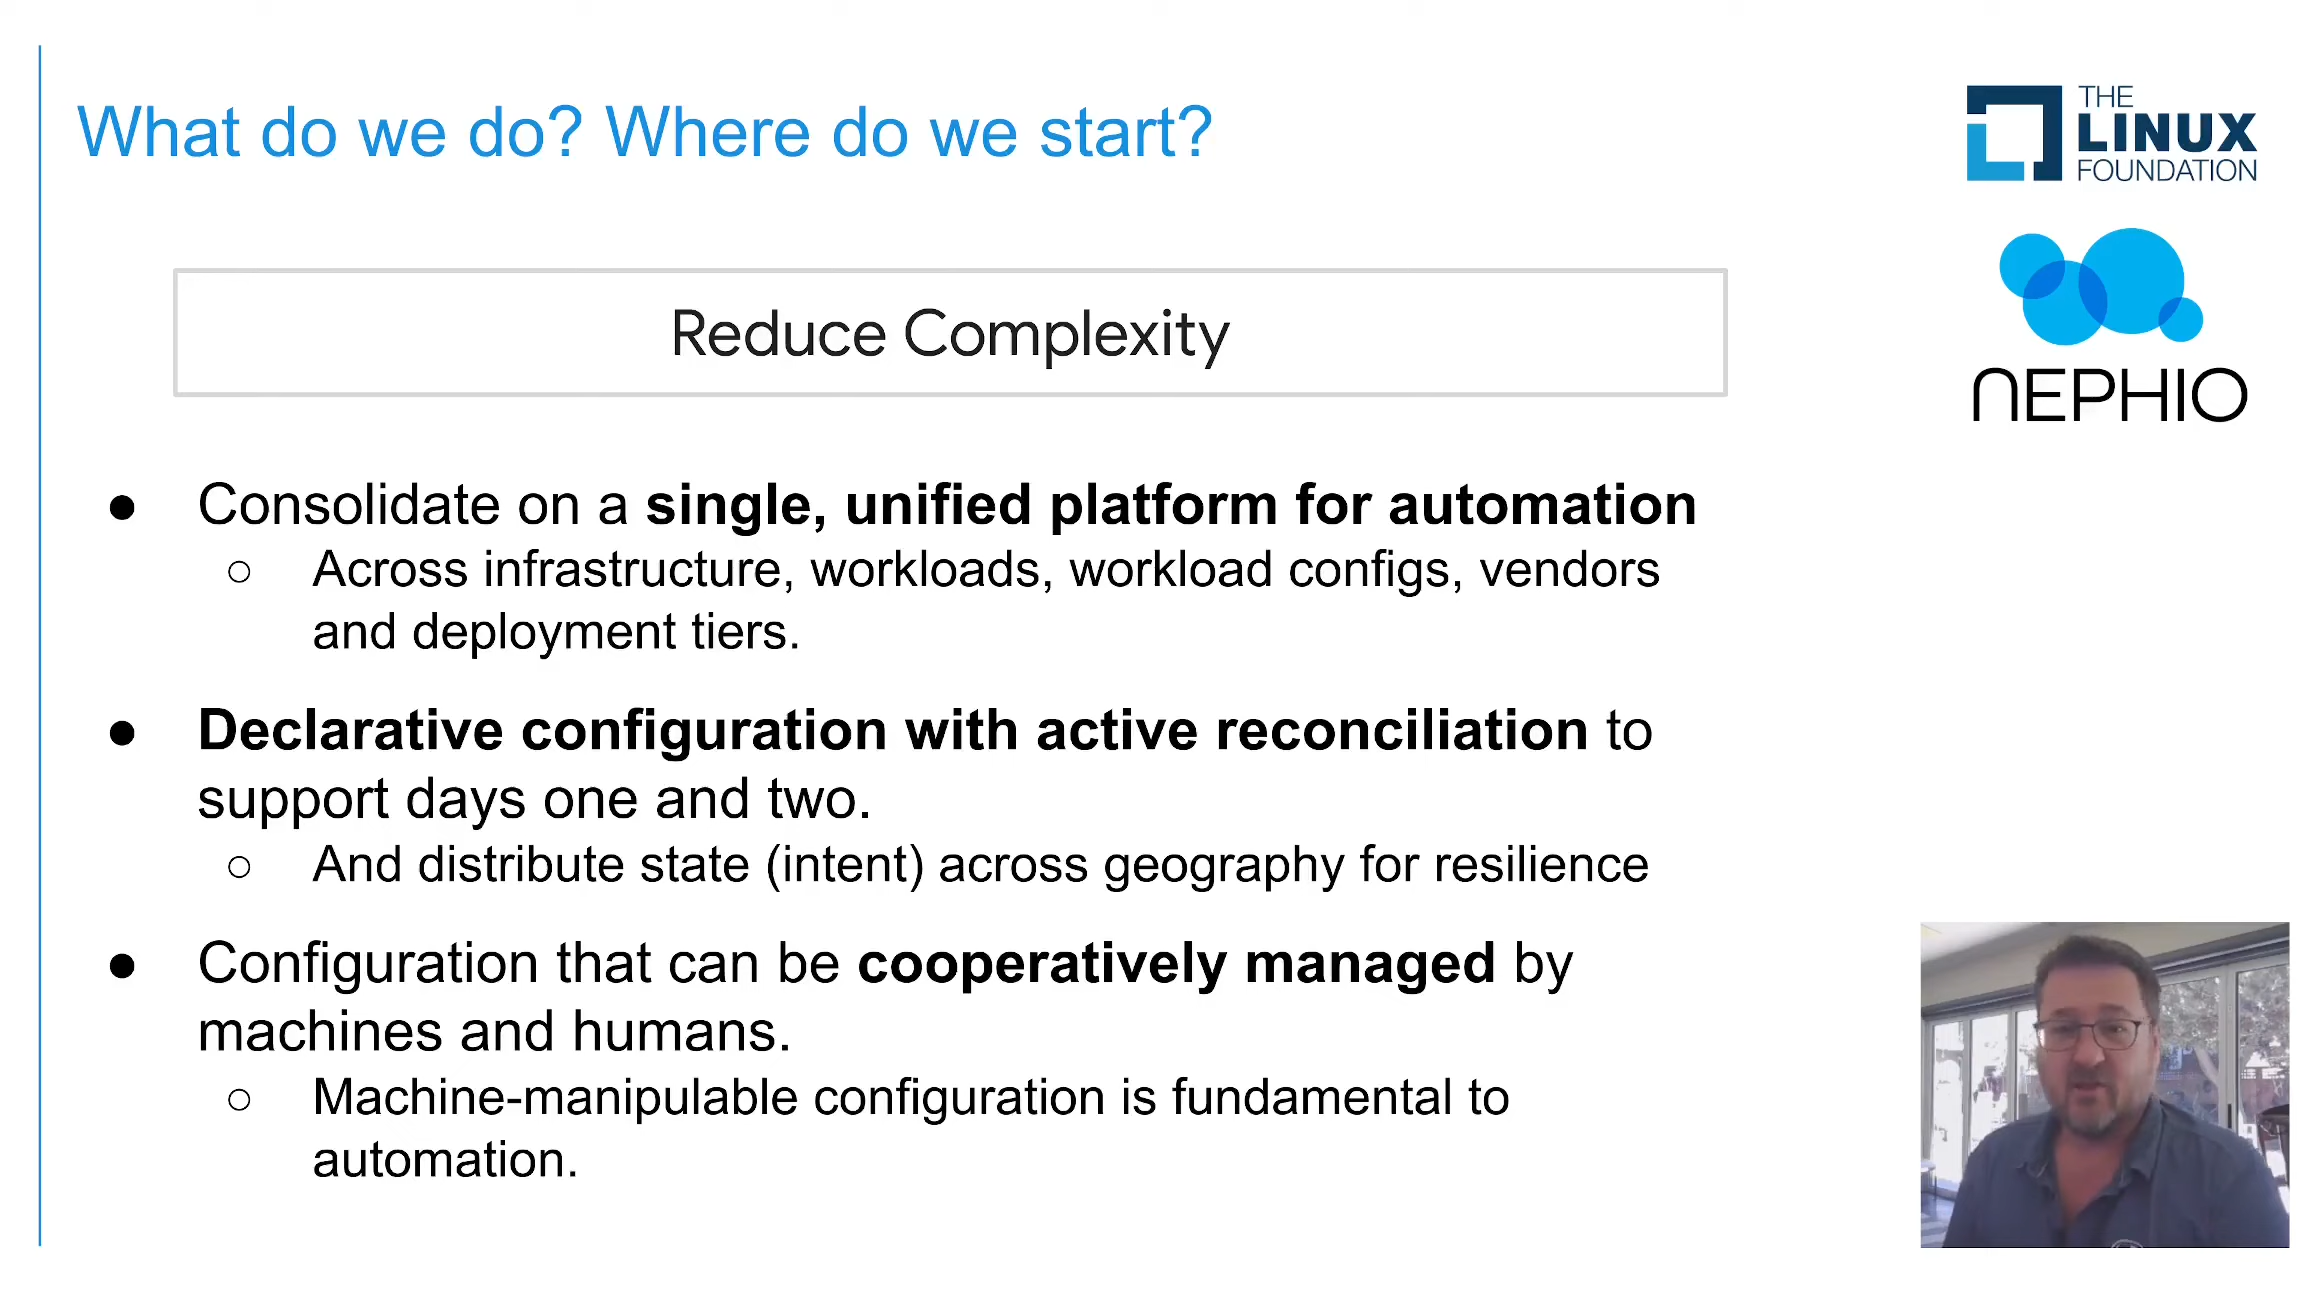 What do we do? Where do we start?
THE
LINUX
FOUNDATION
NEPHIO
Reduce Complexity
● Consolidate on a single, unified platform for automation
○ Across infrastructure, workloads, workload configs, vendors
and deployment tiers.
● Declarative configuration with active reconciliation to
support days one and two.
○ And distribute state (intent) across geography for resilience
● Configuration that can be cooperatively managed by
machines and humans.
○ Machine-manipulable configuration is fundamental to
automation.